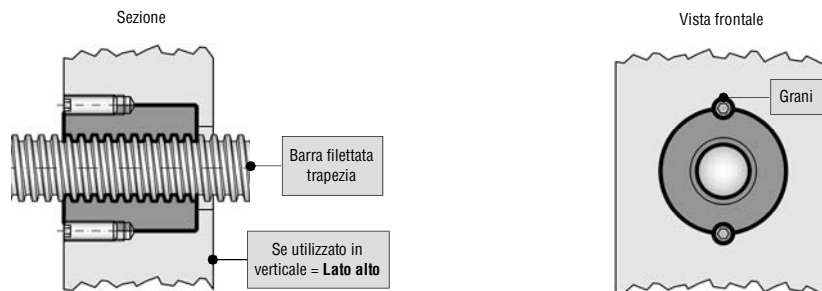 Sezione
Vista frontale
Grani
Barra filettata
trapezia
Se utilizzato in
verticale = Lato alto